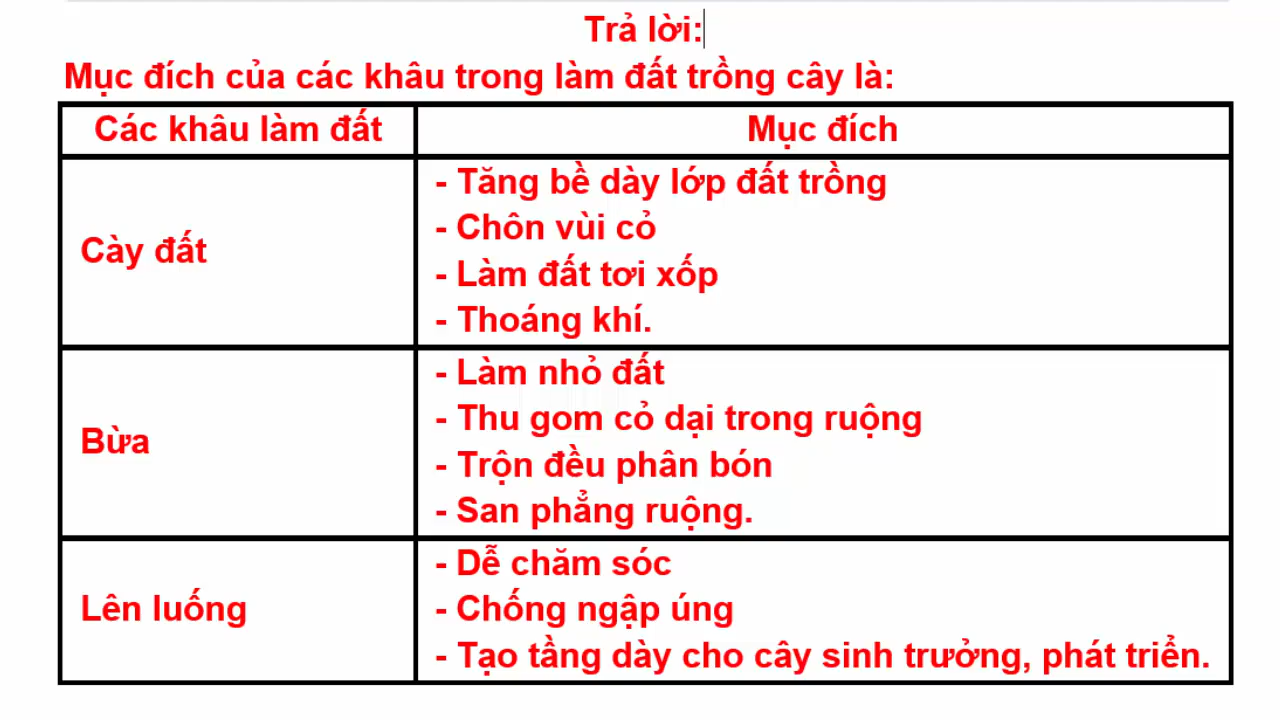 Trả lời:
Mục đích của các khâu trong làm đất trồng cây là:
Các khâu làm đất
Mục đích
Cày đất
- Tăng bề dày lớp đất trồng
- Chôn vùi cỏ
- Làm đất tơi xốp
- Thoáng khí.
Bừa
- Làm nhỏ đất
- Thu gom cỏ dại trong ruộng
- Trộn đều phân bón
- San phẳng ruộng.
Lên luống
- Dễ chăm sóc
- Chống ngập úng
- Tạo tầng dày cho cây sinh trưởng, phát triển.